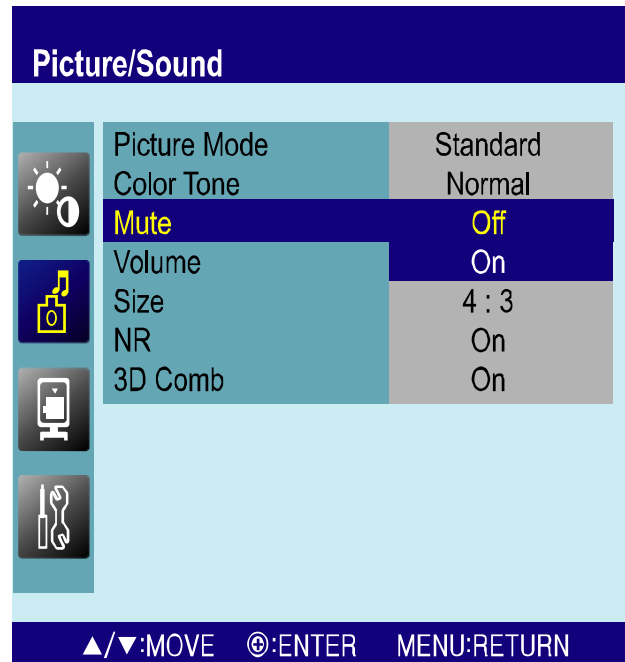 Picture/Sound
Picture Mode Standard
Color Tone Normal
Mute Off
Volume On
Size 4 : 3
NR On
3D Comb On
▲/▼:MOVE ⊕:ENTER MENU:RETURN